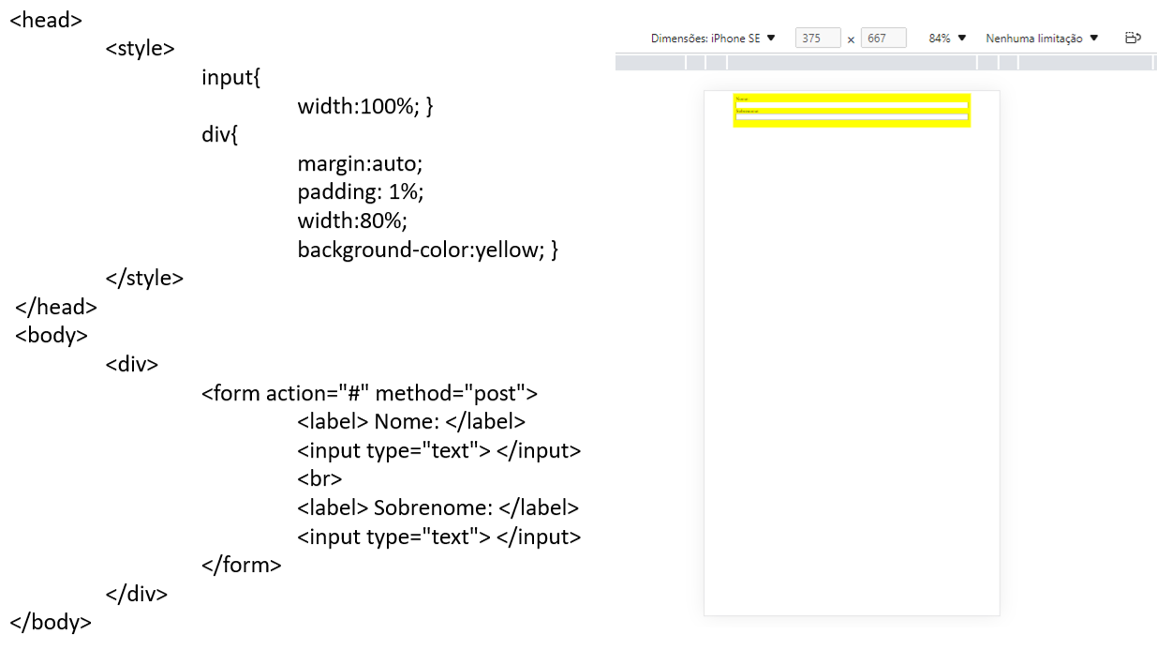 <head>
<style>
input{
width:100%; }
div{
margin:auto;
padding: 1%;
width:80%;
background-color:yellow; }
</style>
</head>
<body>
<div>
<form action="#" method="post">
<label> Nome: </label>
<input type="text"> </input>
<br>
<label> Sobrenome: </label>
<input type="text"> </input>
</form>
</div>
</body>
Dimensões: iPhone SE ▼ 375 × 667 84% ▼ Nenhuma limitação ▼
Nome:
Sobrenome: